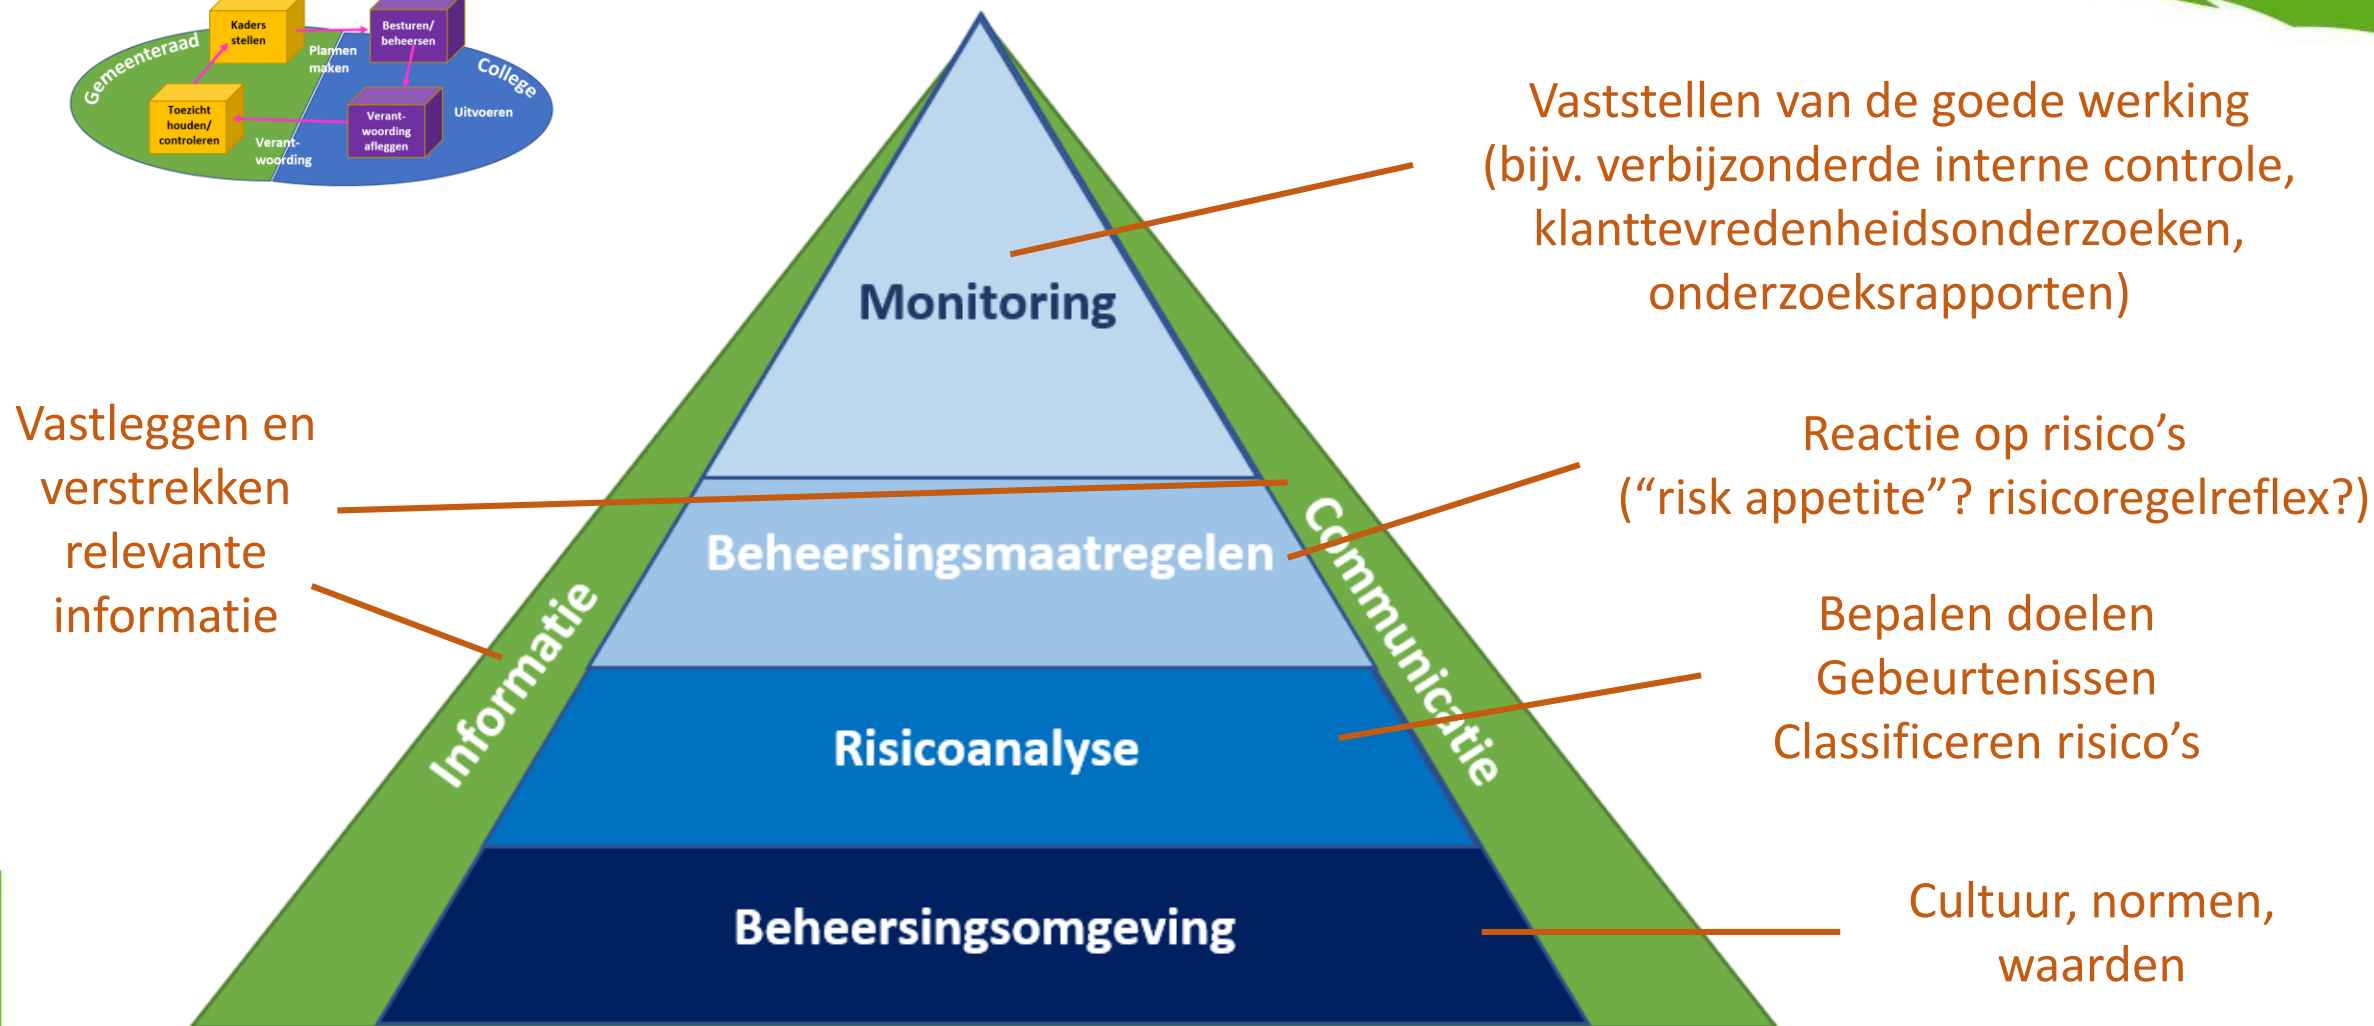 Gemeenteraad
Kaders
stellen
Plannen
maken
Besturen/
beheersen
College
Uitvoeren
Toezicht
houden/
controleren
Verant-
woording
Verant-
woording
afleggen
Vaststellen van de goede werking
(bijv. verbijzonderde interne controle,
klanttevredenheidsonderzoeken,
onderzoeksrapporten)
Monitoring
Vastleggen en
verstrekken
relevante
informatie
Reactie op risico’s
(“risk appetite”? risicoregelreflex?)
Beheersingsmaatregelen
Informatie
Communicatie
Bepalen doelen
Gebeurtenissen
Classificeren risico’s
Risicoanalyse
Beheersingsomgeving
Cultuur, normen,
waarden